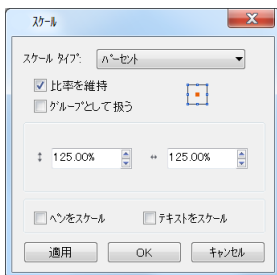 スケール
スケール タイプ: パーセント
比率を維持
グループとして扱う
125.00% 125.00%
ペンをスケール テキストをスケール
適用 OK キャンセル